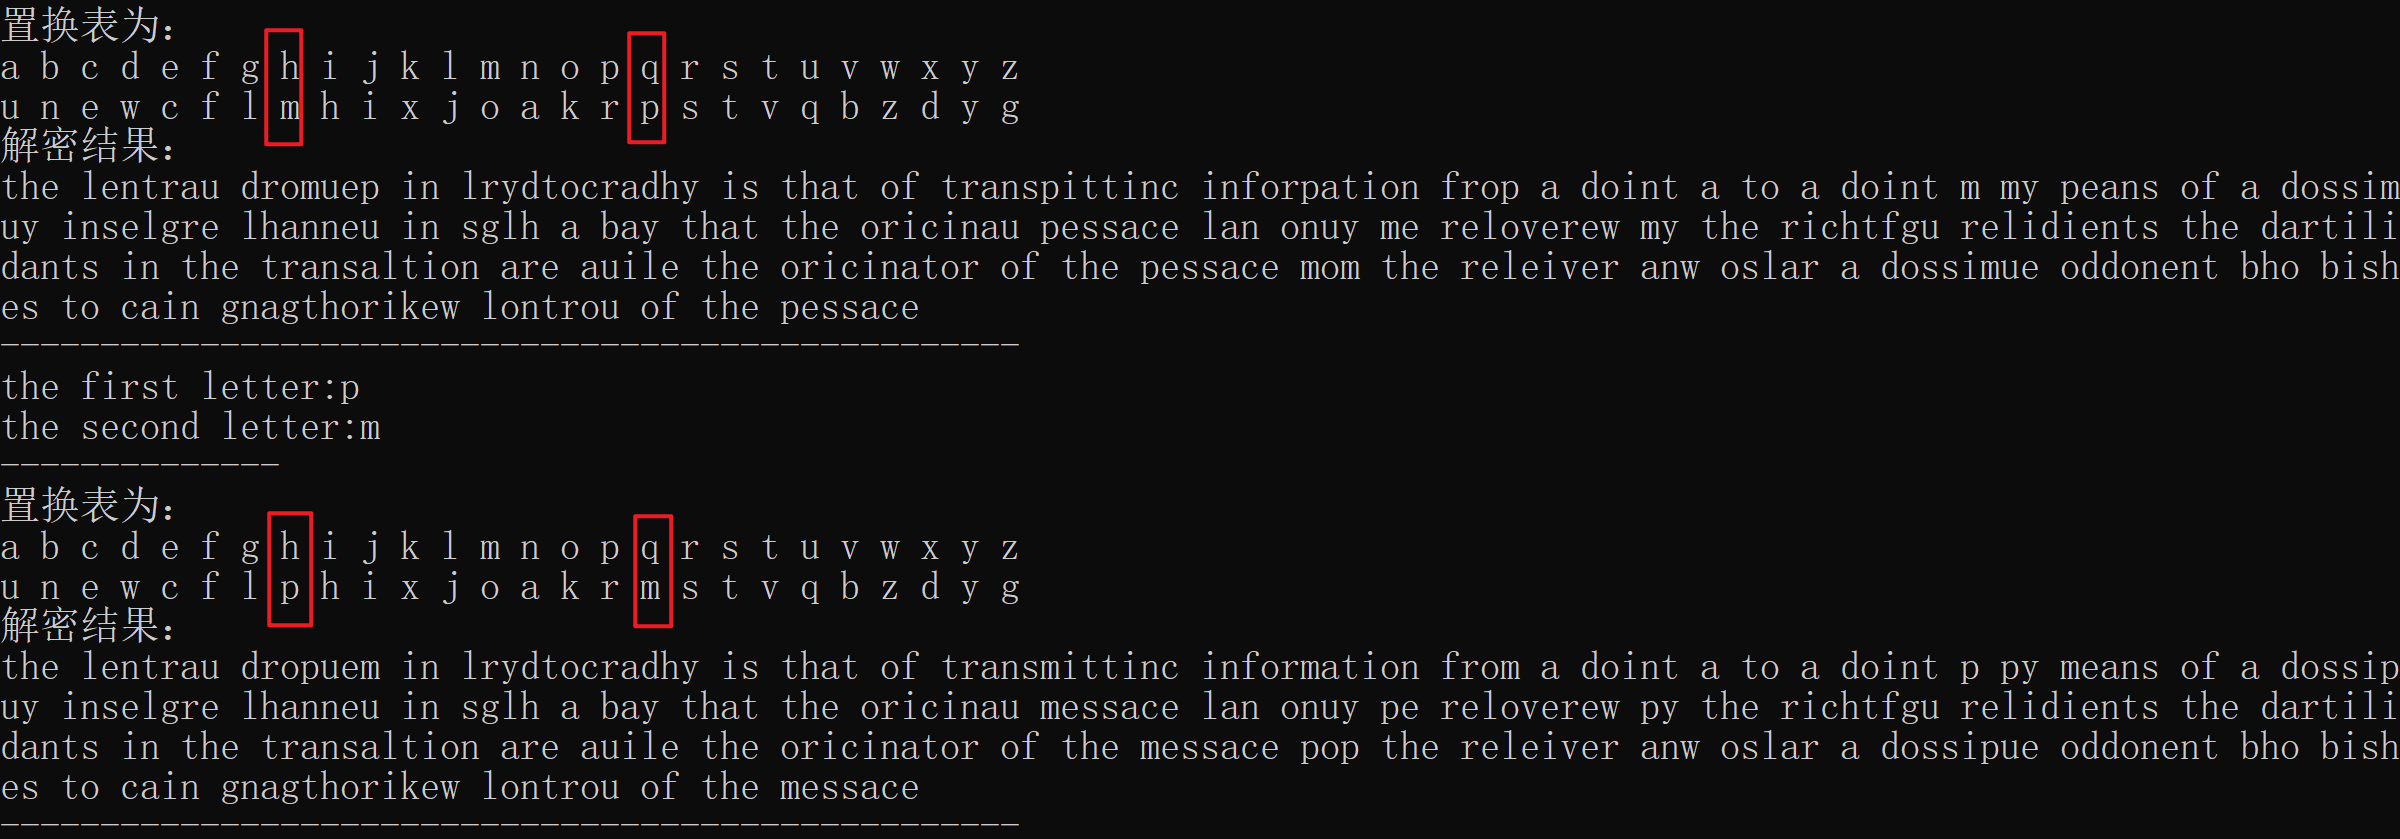 置换表为：
a b c d e f g h i j k l m n o p q r s t u v w x y z
u n e w c f l m h i x j o a k r p s t v q b z d y g
解密结果：
the lentrau dromuep in lrydtocradhy is that of transpittinc inforpation frop a doint a to a doint m my peans of a dossim
uy inselgre lhanneu in sglh a bay that the oricinau pessace lan onuy me reloverew my the richtfgu relidients the dartili
dants in the transaltion are auile the oricinator of the pessace mom the releiver anw oslar a dossimue oddonent bho bish
es to cain gnagthorikew lontrou of the pessace
---------------------------------------------------
the first letter:p
the second letter:m
--------------
置换表为：
a b c d e f g h i j k l m n o p q r s t u v w x y z
u n e w c f l p h i x j o a k r m s t v q b z d y g
解密结果：
the lentrau dropuem in lrydtocradhy is that of transmittinc information from a doint a to a doint p py means of a dossip
uy inselgre lhanneu in sglh a bay that the oricinau messace lan onuy pe reloverew py the richtfgu relidients the dartili
dants in the transaltion are auile the oricinator of the messace pop the releiver anw oslar a dossipue oddonent bho bish
es to cain gnagthorikew lontrou of the messace
---------------------------------------------------